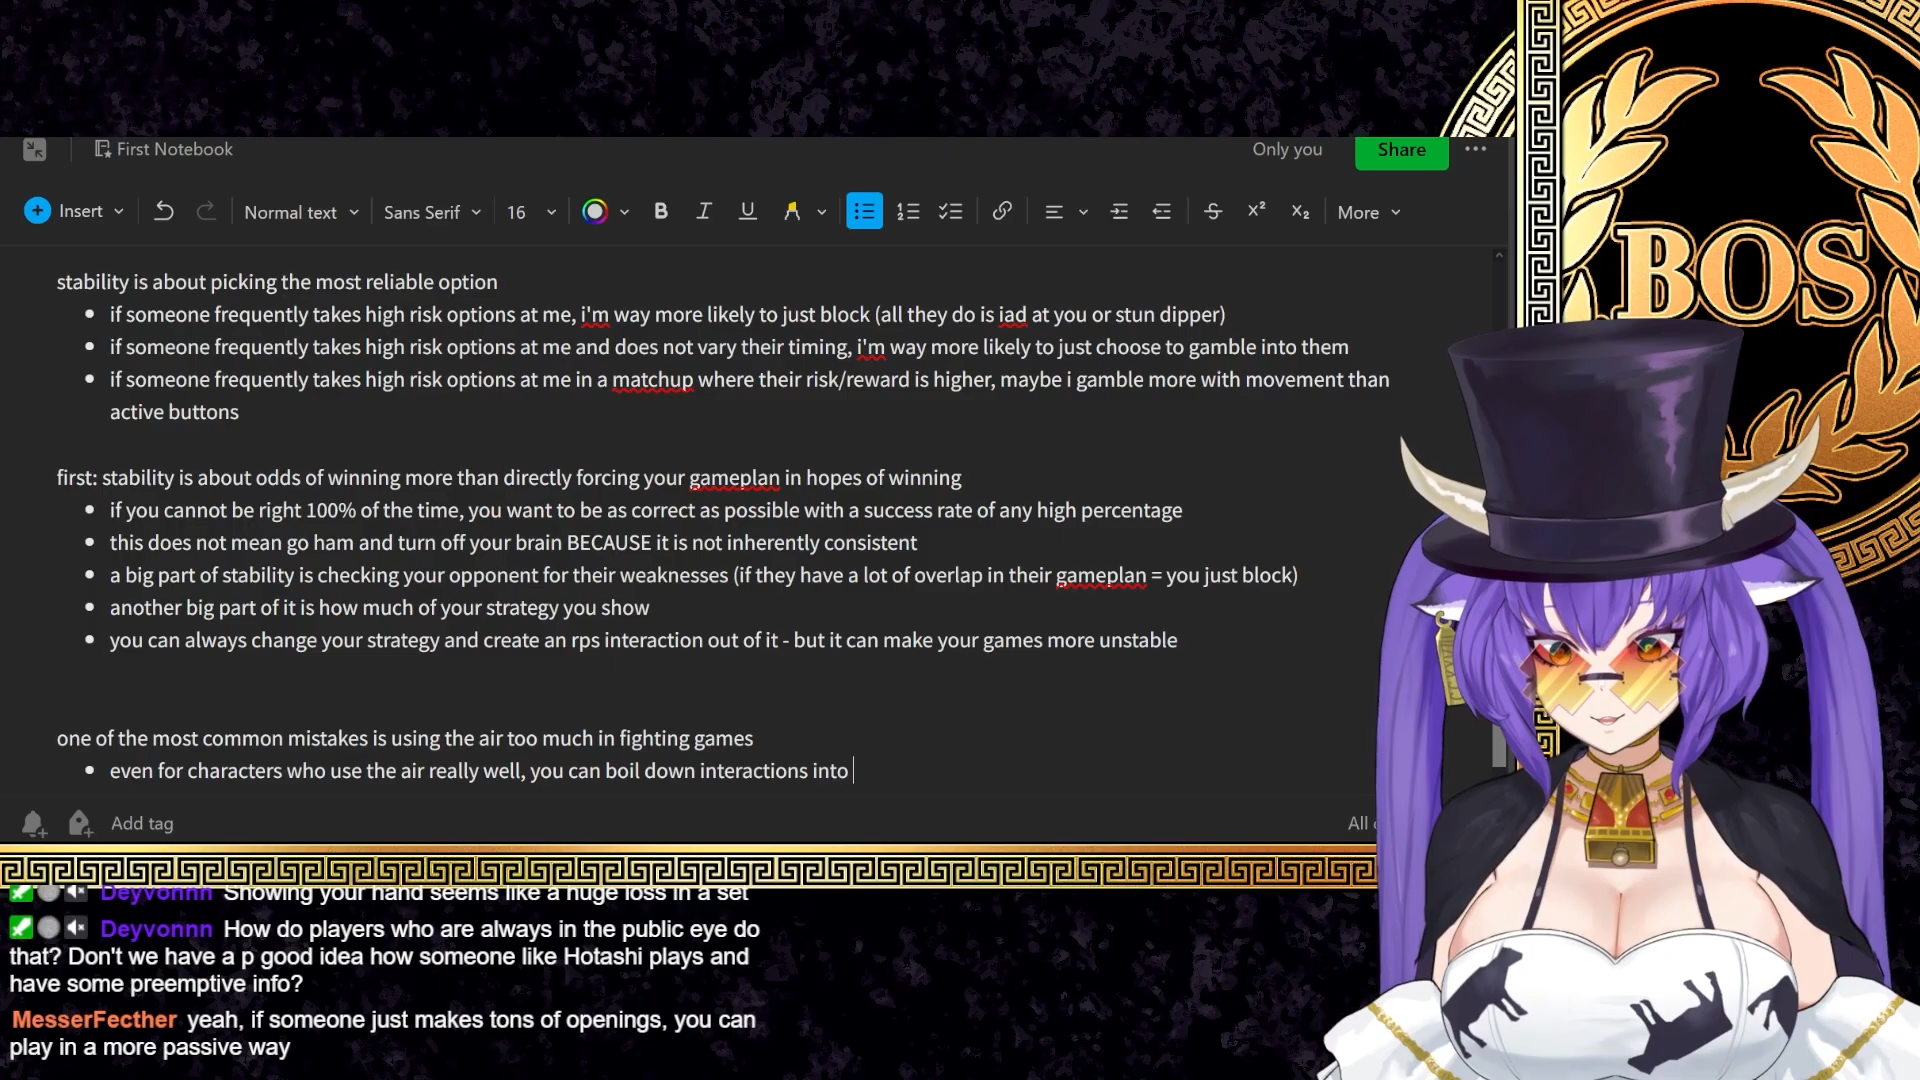 First Notebook
Only you
Share
Insert
Normal text
Sans Serif
16
B
I
U
More
stability is about picking the most reliable option
if someone frequently takes high risk options at me, i'm way more likely to just block (all they do is iad at you or stun dipper)
if someone frequently takes high risk options at me and does not vary their timing, i'm way more likely to just choose to gamble into them
if someone frequently takes high risk options at me in a matchup where their risk/reward is higher, maybe i gamble more with movement than
active buttons
first: stability is about odds of winning more than directly forcing your gameplan in hopes of winning
if you cannot be right 100% of the time, you want to be as correct as possible with a success rate of any high percentage
this does not mean go ham and turn off your brain BECAUSE it is not inherently consistent
a big part of stability is checking your opponent for their weaknesses (if they have a lot of overlap in their gameplan = you just block)
another big part of it is how much of your strategy you show
you can always change your strategy and create an rps interaction out of it - but it can make your games more unstable
one of the most common mistakes is using the air too much in fighting games
even for characters who use the air really well, you can boil down interactions into
Add tag
All
BOS
Deyvonnn Showing your hand seems like a huge loss in a set
Deyvonnn How do players who are always in the public eye do
that? Don't we have a p good idea how someone like Hotashi plays and
have some preemptive info?
MesserFecther yeah, if someone just makes tons of openings, you can
play in a more passive way